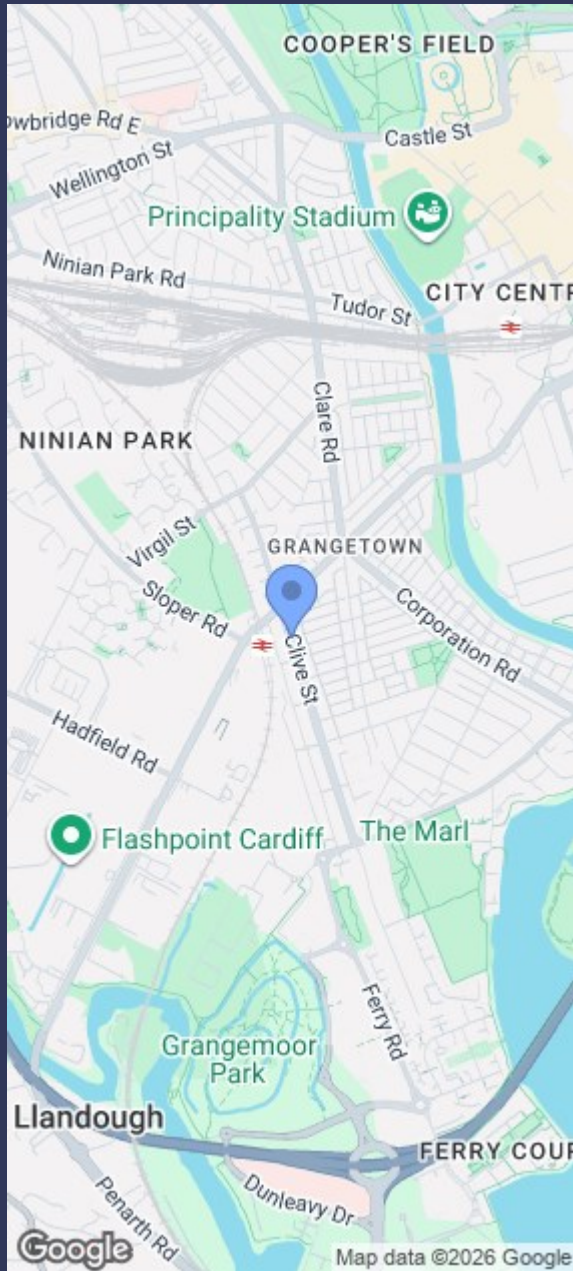 COOPER'S FIELD
owbridge Rd E
Castle St
Wellington St
Principality Stadium
Ninian Park Rd
CITY CENTR
Tudor St
Clare Rd
NINIAN PARK
Virgil St
GRANGETOWN
Sloper Rd
Corporation Rd
Clive St
Hadfield Rd
Flashpoint Cardiff
The Marl
Ferry Rd
Grangemoor
Park
Llandough
FERRY COUR
Dunleavy Dr
Penarth Rd
Google
Map data ©2026 Google